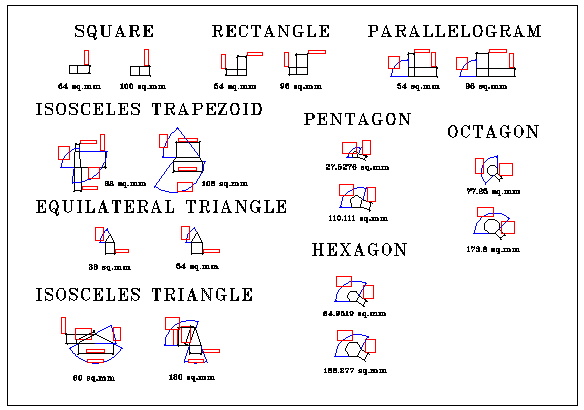 SQUARE
64 sq.mm
100 sq.mm
RECTANGLE
54 sq.mm
96 sq.mm
PARALLELOGRAM
54 sq.mm
96 sq.mm
ISOSCELES TRAPEZOID
88 sq.mm
108 sq.mm
PENTAGON
27.5276 sq.mm
110.111 sq.mm
OCTAGON
77.25 sq.mm
173.8 sq.mm
EQUILATERAL TRIANGLE
39 sq.mm
64 sq.mm
HEXAGON
64.9519 sq.mm
166.277 sq.mm
ISOSCELES TRIANGLE
60 sq.mm
180 sq.mm